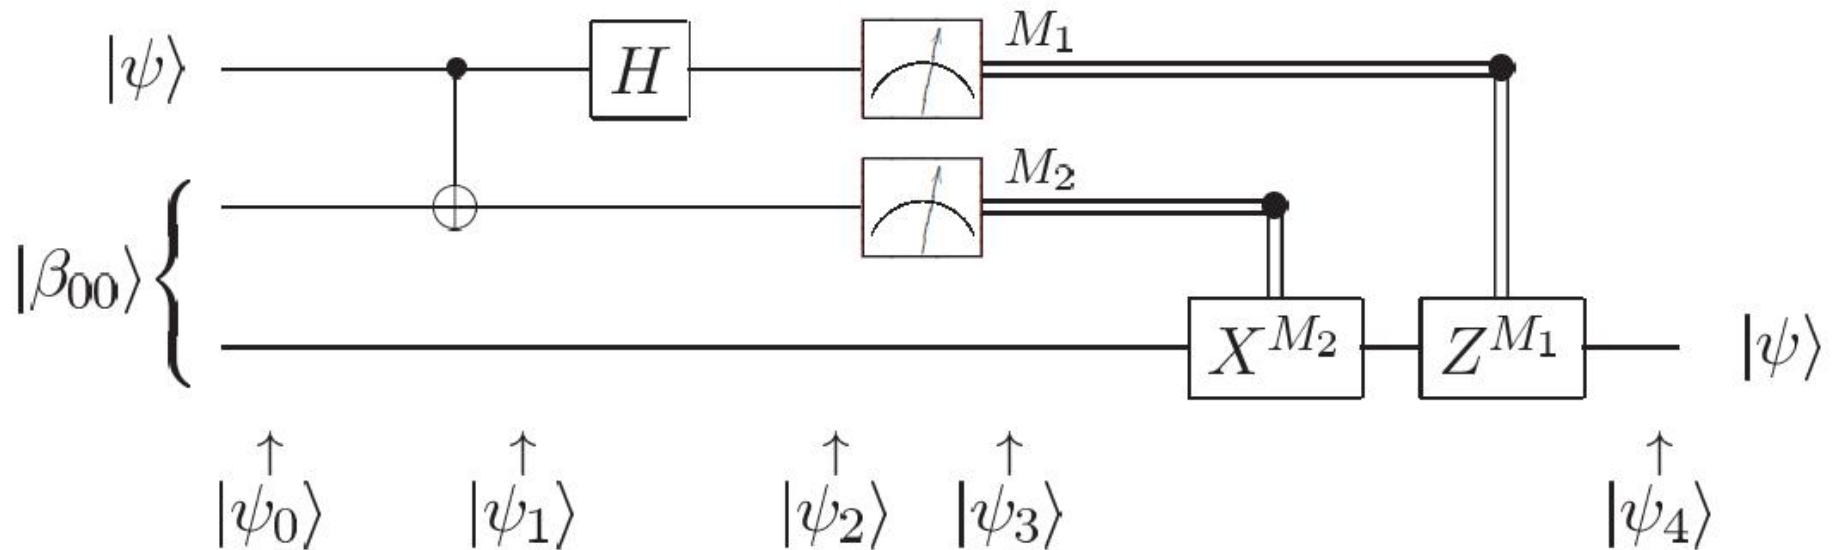 |ψ⟩ H M₁
M₂
|β₀₀⟩
X^{M₂} Z^{M₁} |ψ⟩
↑ ↑ ↑ ↑ ↑
|ψ₀⟩ |ψ₁⟩ |ψ₂⟩ |ψ₃⟩ |ψ₄⟩